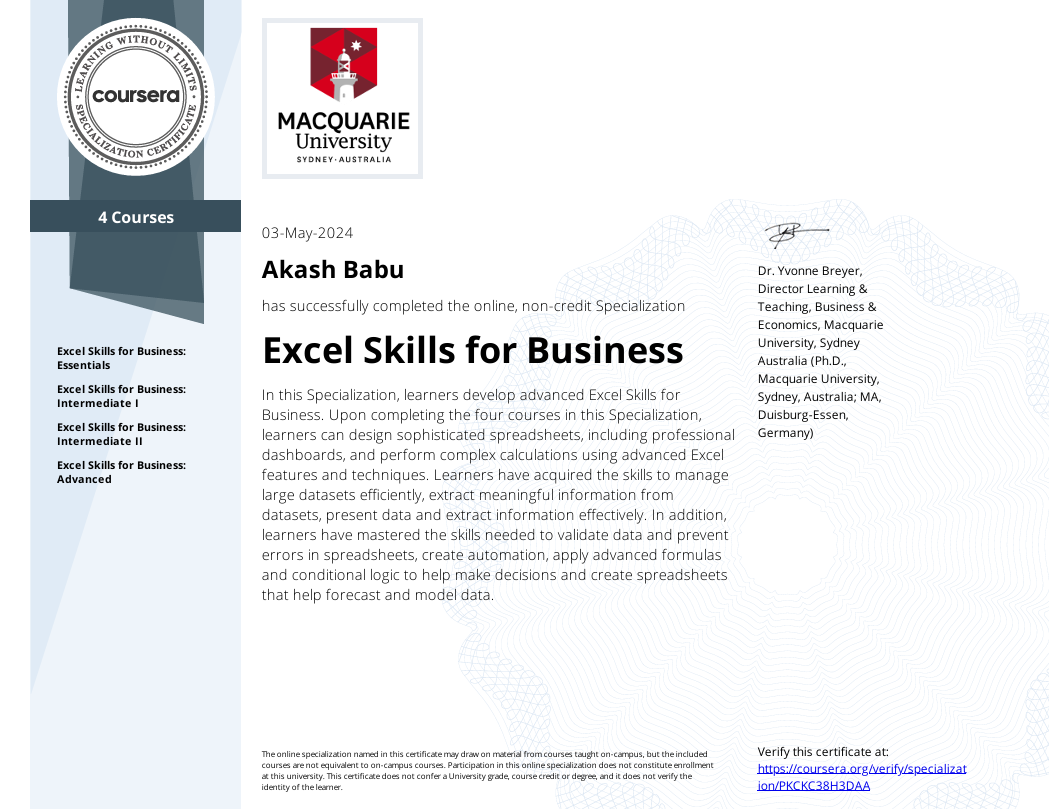 LEARNING WITHOUT LIMITS
coursera
SPECIALIZATION CERTIFICATE
MACQUARIE
University
SYDNEY·AUSTRALIA
4 Courses
Excel Skills for Business:
Essentials
Excel Skills for Business:
Intermediate I
Excel Skills for Business:
Intermediate II
Excel Skills for Business:
Advanced
03-May-2024
Akash Babu
has successfully completed the online, non-credit Specialization
Excel Skills for Business
In this Specialization, learners develop advanced Excel Skills for
Business. Upon completing the four courses in this Specialization,
learners can design sophisticated spreadsheets, including professional
dashboards, and perform complex calculations using advanced Excel
features and techniques. Learners have acquired the skills to manage
large datasets efficiently, extract meaningful information from
datasets, present data and extract information effectively. In addition,
learners have mastered the skills needed to validate data and prevent
errors in spreadsheets, create automation, apply advanced formulas
and conditional logic to help make decisions and create spreadsheets
that help forecast and model data.
Dr. Yvonne Breyer,
Director Learning &
Teaching, Business &
Economics, Macquarie
University, Sydney
Australia (Ph.D.,
Macquarie University,
Sydney, Australia; MA,
Duisburg-Essen,
Germany)
The online specialization named in this certificate may draw on material from courses taught on-campus, but the included
courses are not equivalent to on-campus courses. Participation in this online specialization does not constitute enrollment
at this university. This certificate does not confer a University grade, course credit or degree, and it does not verify the
identity of the learner.
Verify this certificate at:
https://coursera.org/verify/specializat
ion/PKCKC38H3DAA